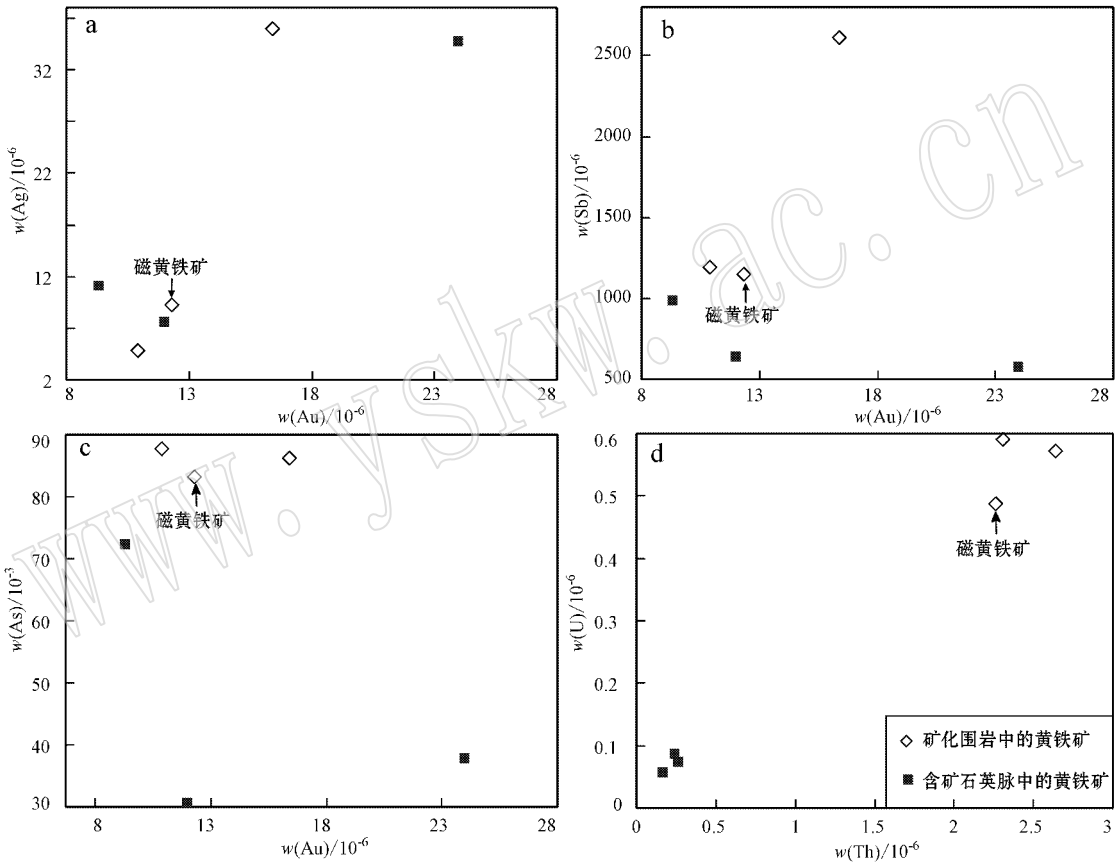 a
w(Ag)/10⁻⁶
32
22
12
2
磁黄铁矿
8
13
18
23
28
w(Au)/10⁻⁶
b
w(Sb)/10⁻⁶
2500
2000
1500
1000
500
磁黄铁矿
8
13
18
23
28
w(Au)/10⁻⁶
c
w(As)/10⁻³
90
80
70
60
50
40
30
磁黄铁矿
8
13
18
23
28
w(Au)/10⁻⁶
d
w(U)/10⁻⁶
0.6
0.5
0.4
0.3
0.2
0.1
0
磁黄铁矿
矿化围岩中的黄铁矿
含矿石英脉中的黄铁矿
0
0.5
1
1.5
2
2.5
3
w(Th)/10⁻⁶
www.yskw.ac.cn